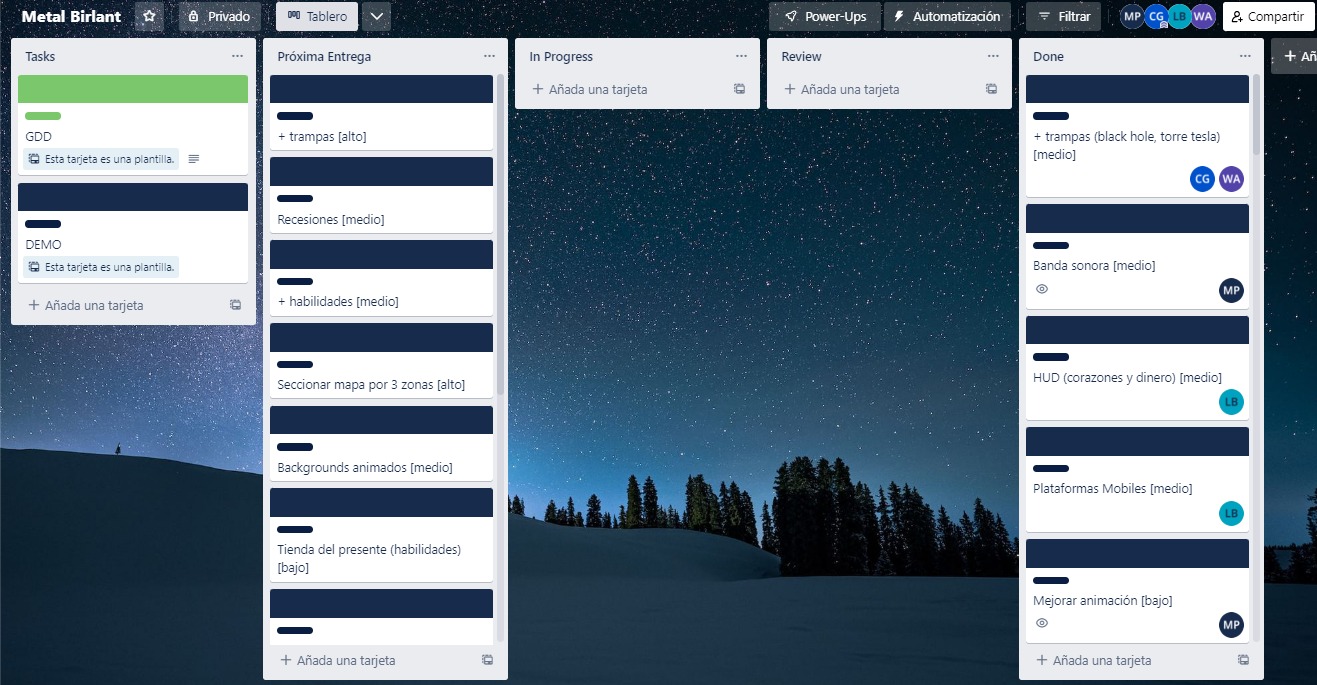 Metal Birlant
Privado
Tablero
Power-Ups
Automatización
Filtrar
MP
CG
LB
WA
Compartir
Tasks
GDD
Esta tarjeta es una plantilla.
DEMO
Esta tarjeta es una plantilla.
+ Añada una tarjeta
Próxima Entrega
+ trampas [alto]
Recesiones [medio]
+ habilidades [medio]
Seccionar mapa por 3 zonas [alto]
Backgrounds animados [medio]
Tienda del presente (habilidades)
[bajo]
+ Añada una tarjeta
In Progress
+ Añada una tarjeta
Review
+ Añada una tarjeta
Done
+ trampas (black hole, torre tesla)
[medio]
CG
WA
Banda sonora [medio]
MP
HUD (corazones y dinero) [medio]
LB
Plataformas Mobiles [medio]
LB
Mejorar animación [bajo]
MP
+ Añada una tarjeta
+ Añ